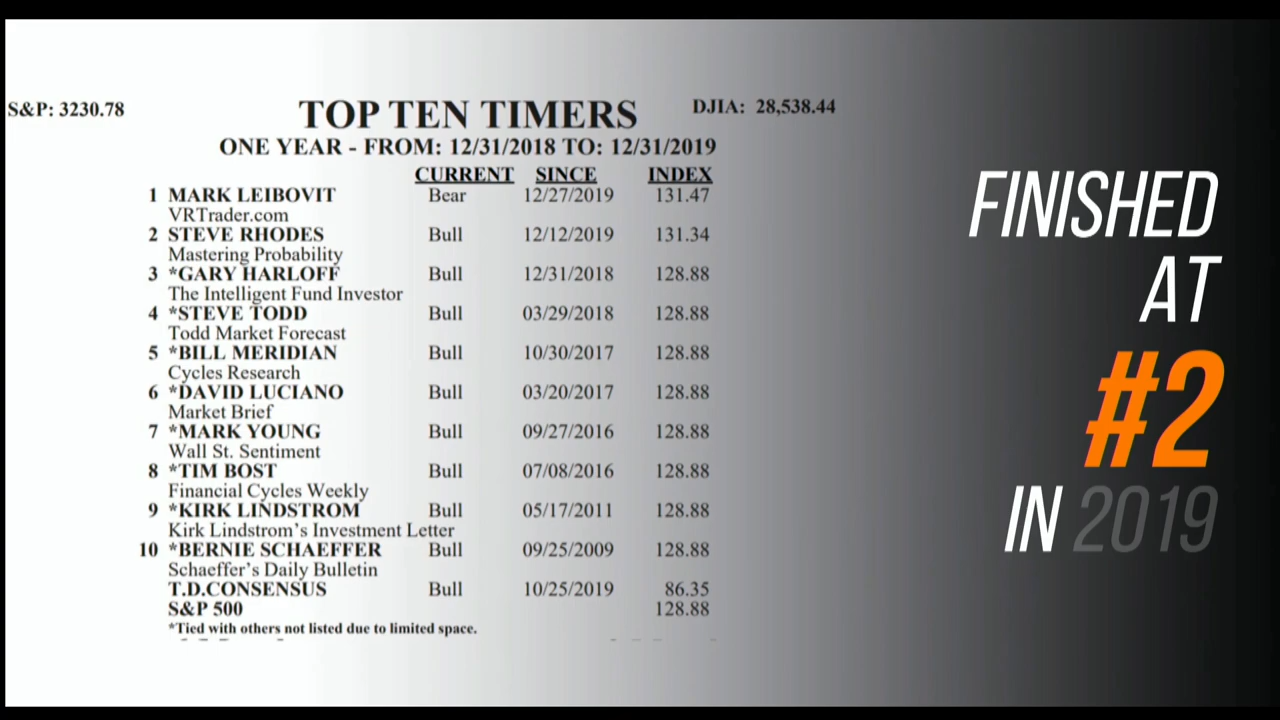 S&P: 3230.78
TOP TEN TIMERS
DJIA: 28,538.44
ONE YEAR - FROM: 12/31/2018 TO: 12/31/2019
CURRENT SINCE INDEX
1 MARK LEIBOVIT Bear 12/27/2019 131.47
VRTrader.com
2 STEVE RHODES Bull 12/12/2019 131.34
Mastering Probability
3 *GARY HARLOFF Bull 12/31/2018 128.88
The Intelligent Fund Investor
4 *STEVE TODD Bull 03/29/2018 128.88
Todd Market Forecast
5 *BILL MERIDIAN Bull 10/30/2017 128.88
Cycles Research
6 *DAVID LUCIANO Bull 03/20/2017 128.88
Market Brief
7 *MARK YOUNG Bull 09/27/2016 128.88
Wall St. Sentiment
8 *TIM BOST Bull 07/08/2016 128.88
Financial Cycles Weekly
9 *KIRK LINDSTROM Bull 05/17/2011 128.88
Kirk Lindstrom's Investment Letter
10 *BERNIE SCHAEFFER Bull 09/25/2009 128.88
Schaeffer's Daily Bulletin
T.D.CONSENSUS Bull 10/25/2019 86.35
S&P 500 128.88
*Tied with others not listed due to limited space.
FINISHED
AT
#2
IN 2019